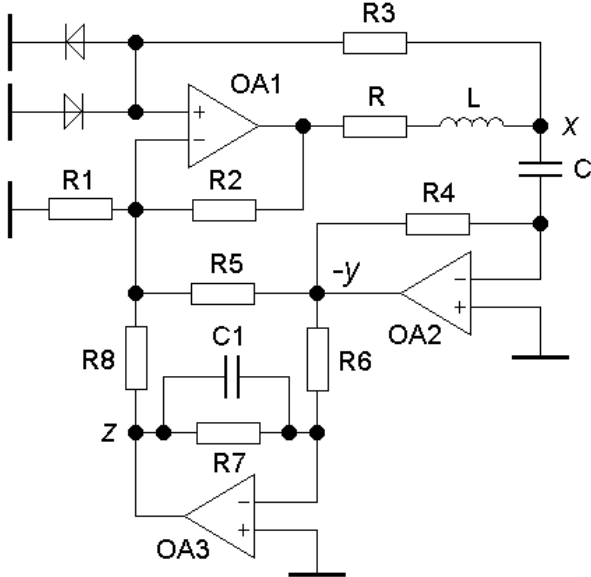 R3
OA1
R
L
x
+
−
C
R1
R2
R4
R5
-y
−
+
OA2
R8
C1
R6
z
R7
−
+
OA3